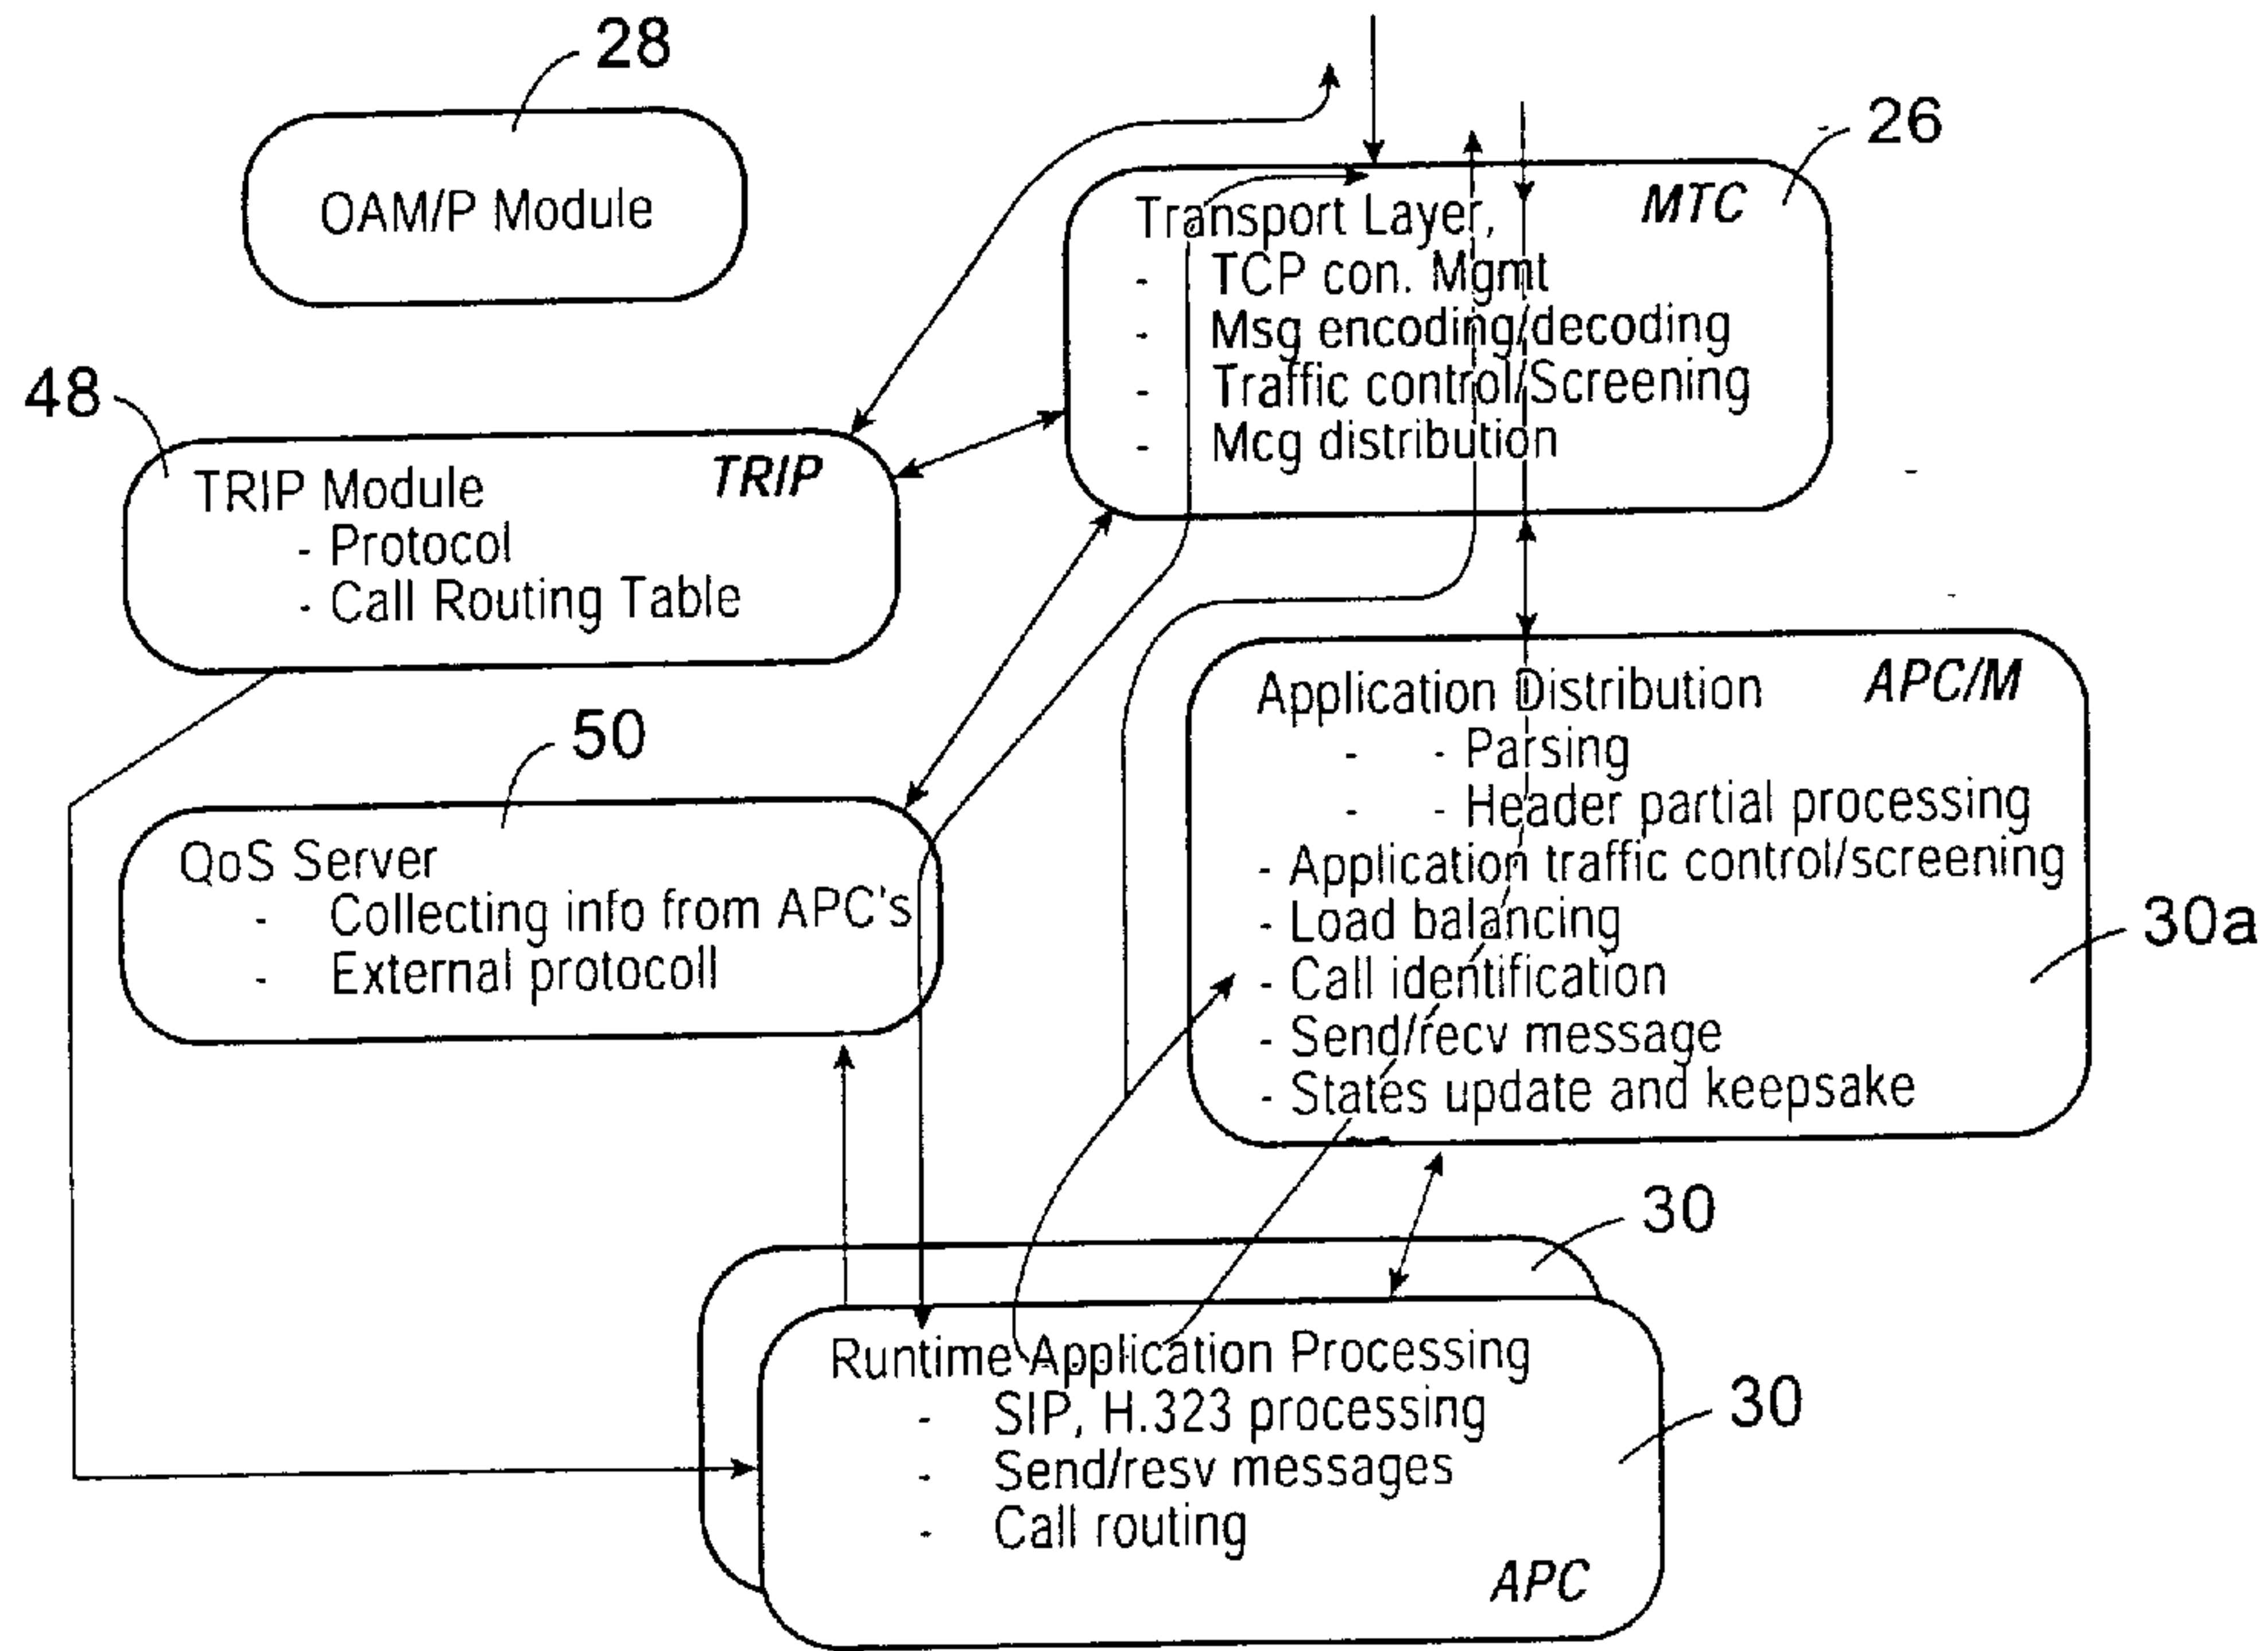 28
OAM/P Module
26
MTC
Transport Layer,
- TCP con. Mgmt
- Msg encoding/decoding
- Traffic control/Screening
- Mcg distribution
48
TRIP Module
TRIP
- Protocol
- Call Routing Table
50
QoS Server
- Collecting info from APC's
- External protocoll
Application Distribution
APC/M
- - Parsing
- - Header partial processing
- Application traffic control/screening
- Load balancing
- Call identification
- Send/recv message
- States update and keepsake
30a
30
Runtime Application Processing
- SIP, H.323 processing
- Send/resv messages
- Call routing
APC
30